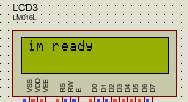 LCD3
LM016L
im ready
VSS
VDD
VEE
RS
RW
E
D0
D1
D2
D3
D4
D5
D6
D7